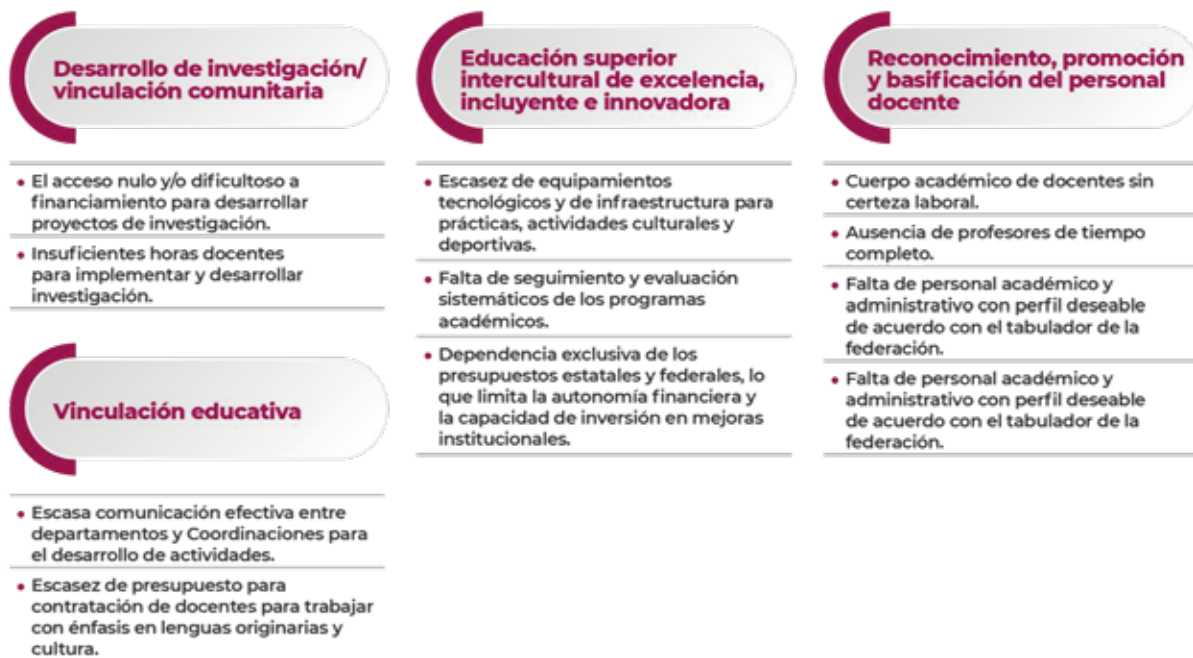 Desarrollo de investigación/
vinculación comunitaria
• El acceso nulo y/o dificultoso a
financiamiento para desarrollar
proyectos de investigación.
• Insuficientes horas docentes
para implementar y desarrollar
investigación.
Vinculación educativa
• Escasa comunicación efectiva entre
departamentos y Coordinaciones para
el desarrollo de actividades.
• Escasez de presupuesto para
contratación de docentes para trabajar
con énfasis en lenguas originarias y
cultura.
Educación superior
intercultural de excelencia,
incluyente e innovadora
• Escasez de equipamientos
tecnológicos y de infraestructura para
prácticas, actividades culturales y
deportivas.
• Falta de seguimiento y evaluación
sistemáticos de los programas
académicos.
• Dependencia exclusiva de los
presupuestos estatales y federales, lo
que limita la autonomía financiera y
la capacidad de inversión en mejoras
institucionales.
Reconocimiento, promoción
y basificación del personal
docente
• Cuerpo académico de docentes sin
certeza laboral.
• Ausencia de profesores de tiempo
completo.
• Falta de personal académico y
administrativo con perfil deseable
de acuerdo con el tabulador de la
federación.
• Falta de personal académico y
administrativo con perfil deseable
de acuerdo con el tabulador de la
federación.